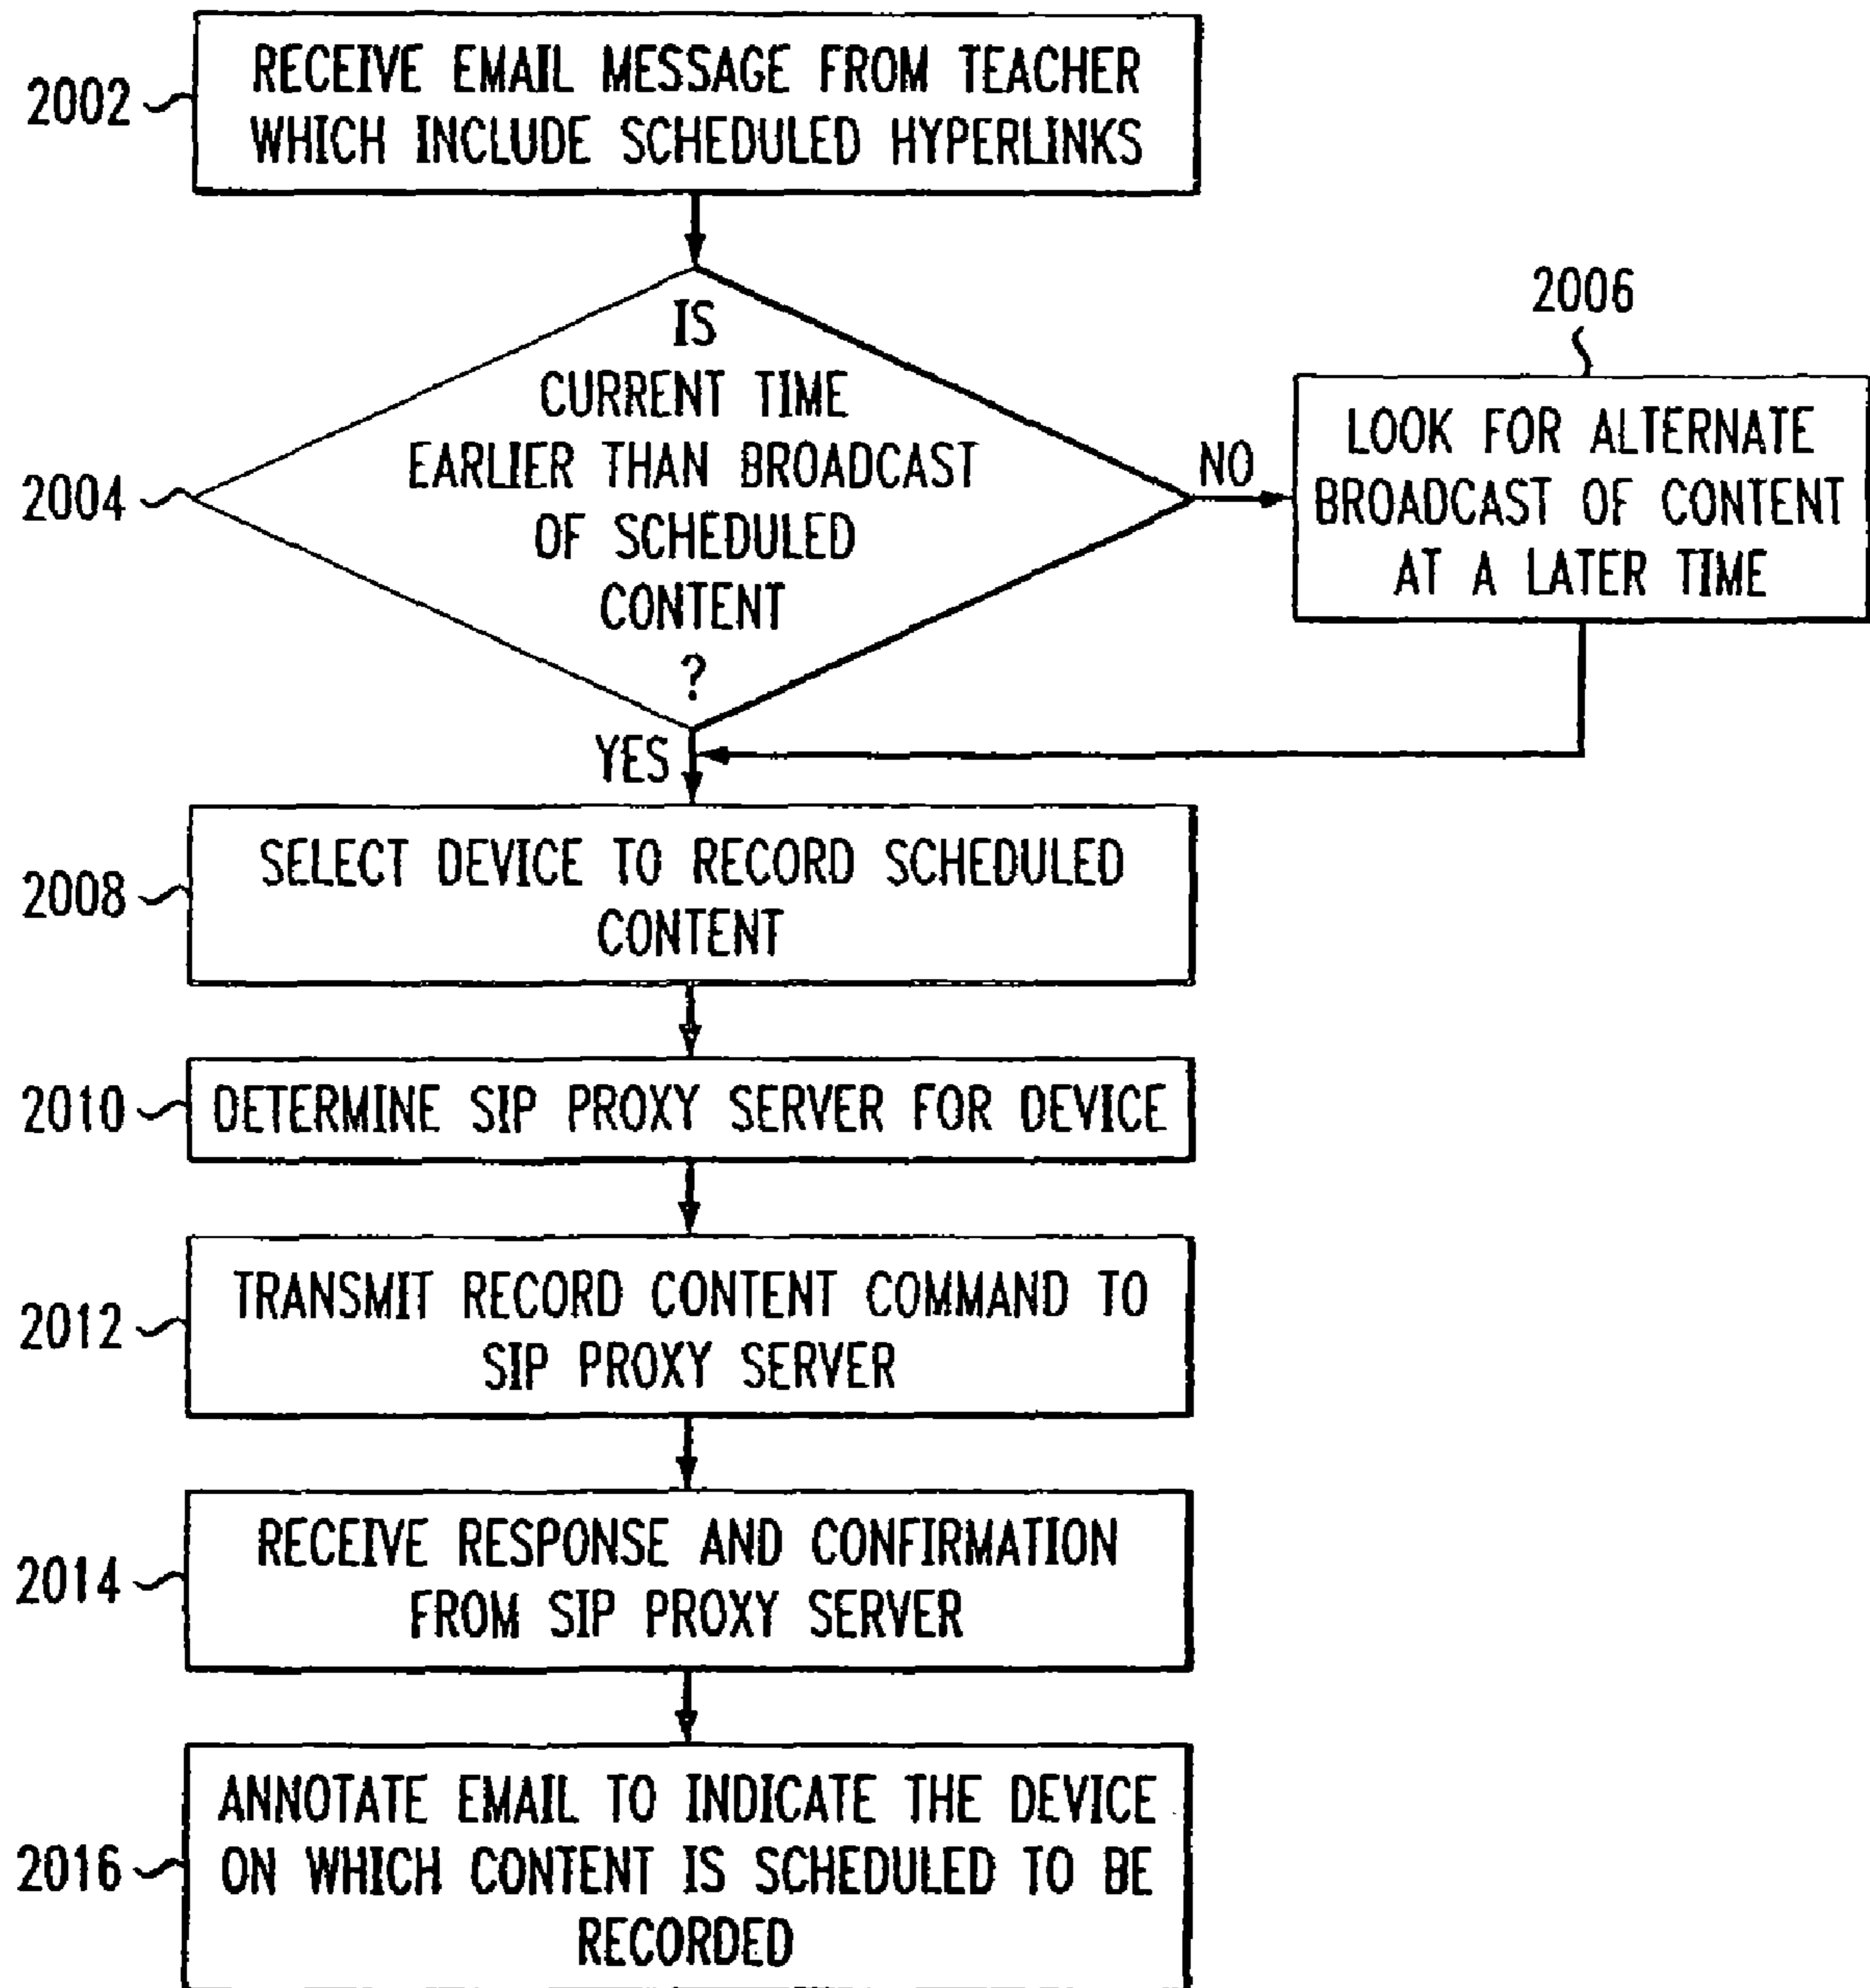 2002
RECEIVE EMAIL MESSAGE FROM TEACHER
WHICH INCLUDE SCHEDULED HYPERLINKS
2004
IS
CURRENT TIME
EARLIER THAN BROADCAST
OF SCHEDULED
CONTENT
?
NO
2006
LOOK FOR ALTERNATE
BROADCAST OF CONTENT
AT A LATER TIME
YES
2008
SELECT DEVICE TO RECORD SCHEDULED
CONTENT
2010
DETERMINE SIP PROXY SERVER FOR DEVICE
2012
TRANSMIT RECORD CONTENT COMMAND TO
SIP PROXY SERVER
2014
RECEIVE RESPONSE AND CONFIRMATION
FROM SIP PROXY SERVER
2016
ANNOTATE EMAIL TO INDICATE THE DEVICE
ON WHICH CONTENT IS SCHEDULED TO BE
RECORDED